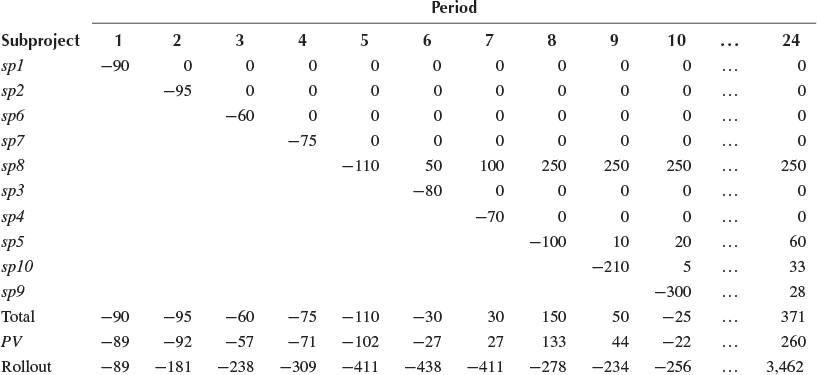 Period
Subproject 1 2 3 4 5 6 7 8 9 10 ... 24
sp1 −90 0 0 0 0 0 0 0 0 0 ... 0
sp2 −95 0 0 0 0 0 0 0 0 ... 0
sp6 −60 0 0 0 0 0 0 0 ... 0
sp7 −75 0 0 0 0 0 0 ... 0
sp8 −110 50 100 250 250 250 ... 250
sp3 −80 0 0 0 0 ... 0
sp4 −70 0 0 0 ... 0
sp5 −100 10 20 ... 60
sp10 −210 5 ... 33
sp9 −300 ... 28
Total −90 −95 −60 −75 −110 −30 30 150 50 −25 ... 371
PV −89 −92 −57 −71 −102 −27 27 133 44 −22 ... 260
Rollout −89 −181 −238 −309 −411 −438 −411 −278 −234 −256 ... 3,462